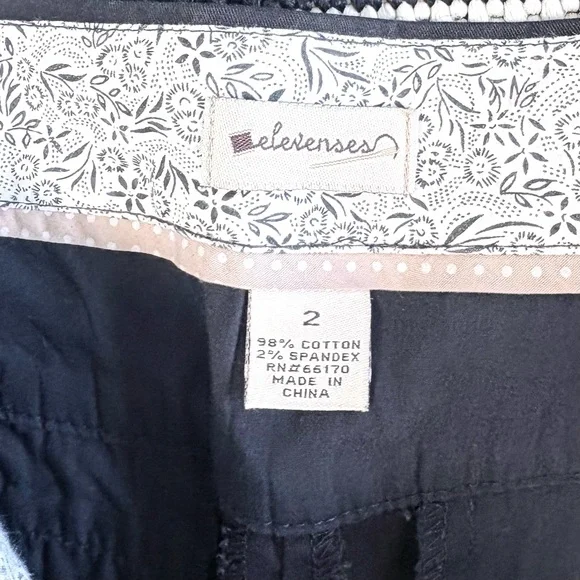 elevenses
2
98% COTTON
2% SPANDEX
RN#66170
MADE IN
CHINA